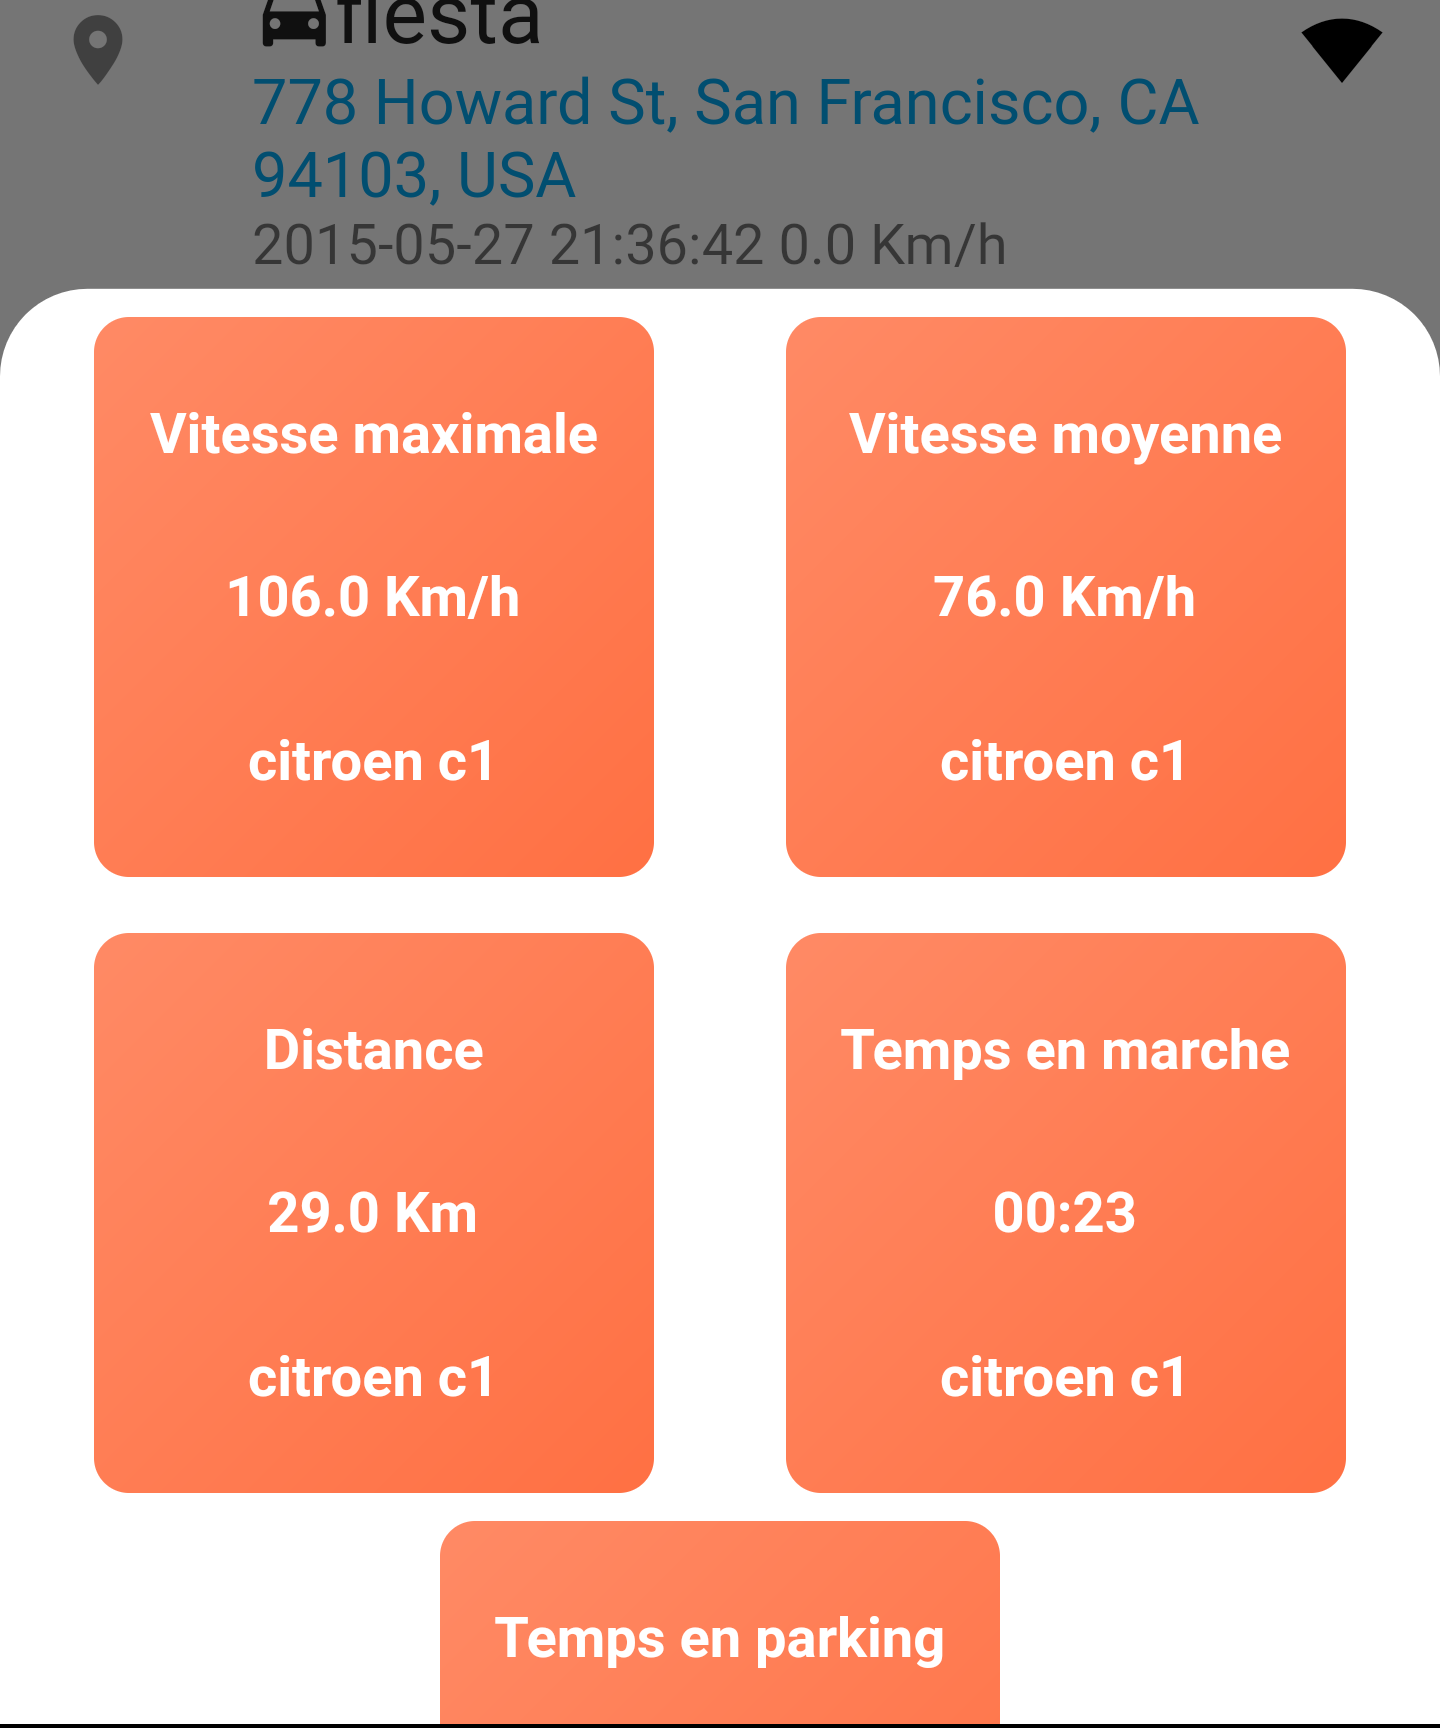 fiesta
778 Howard St, San Francisco, CA
94103, USA
2015-05-27 21:36:42 0.0 Km/h
Vitesse maximale
106.0 Km/h
citroen c1
Vitesse moyenne
76.0 Km/h
citroen c1
Distance
29.0 Km
citroen c1
Temps en marche
00:23
citroen c1
Temps en parking